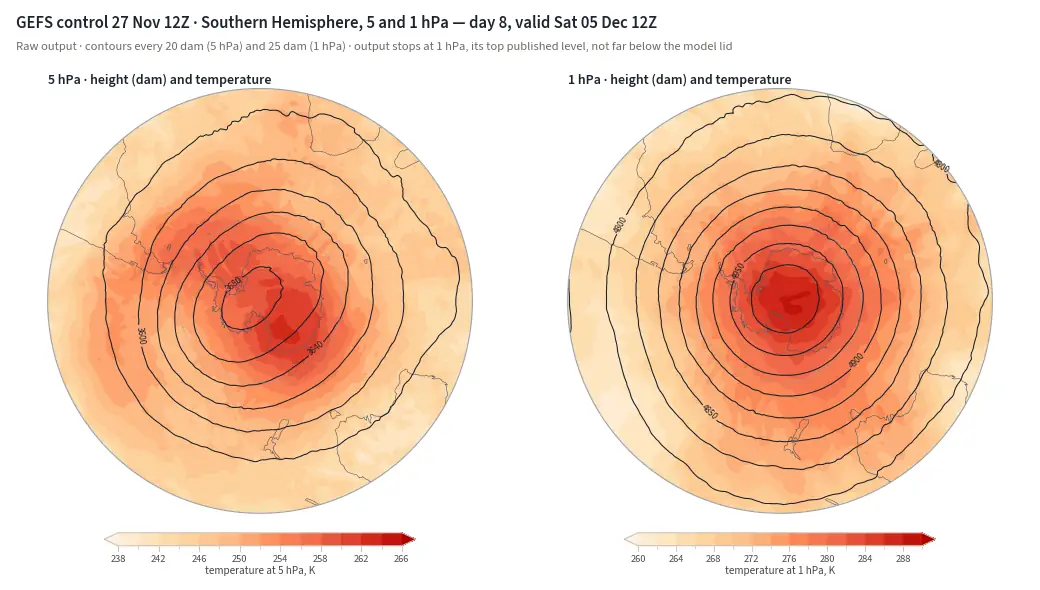 GEFS control 27 Nov 12Z · Southern Hemisphere, 5 and 1 hPa — day 8, valid Sat 05 Dec 12Z
Raw output · contours every 20 dam (5 hPa) and 25 dam (1 hPa) · output stops at 1 hPa, its top published level, not far below the model lid
5 hPa · height (dam) and temperature
1 hPa · height (dam) and temperature
4800
4800
4950
3680
3600
3640
4900
4850
238 242 246 250 254 258 262 266
temperature at 5 hPa, K
260 264 268 272 276 280 284 288
temperature at 1 hPa, K